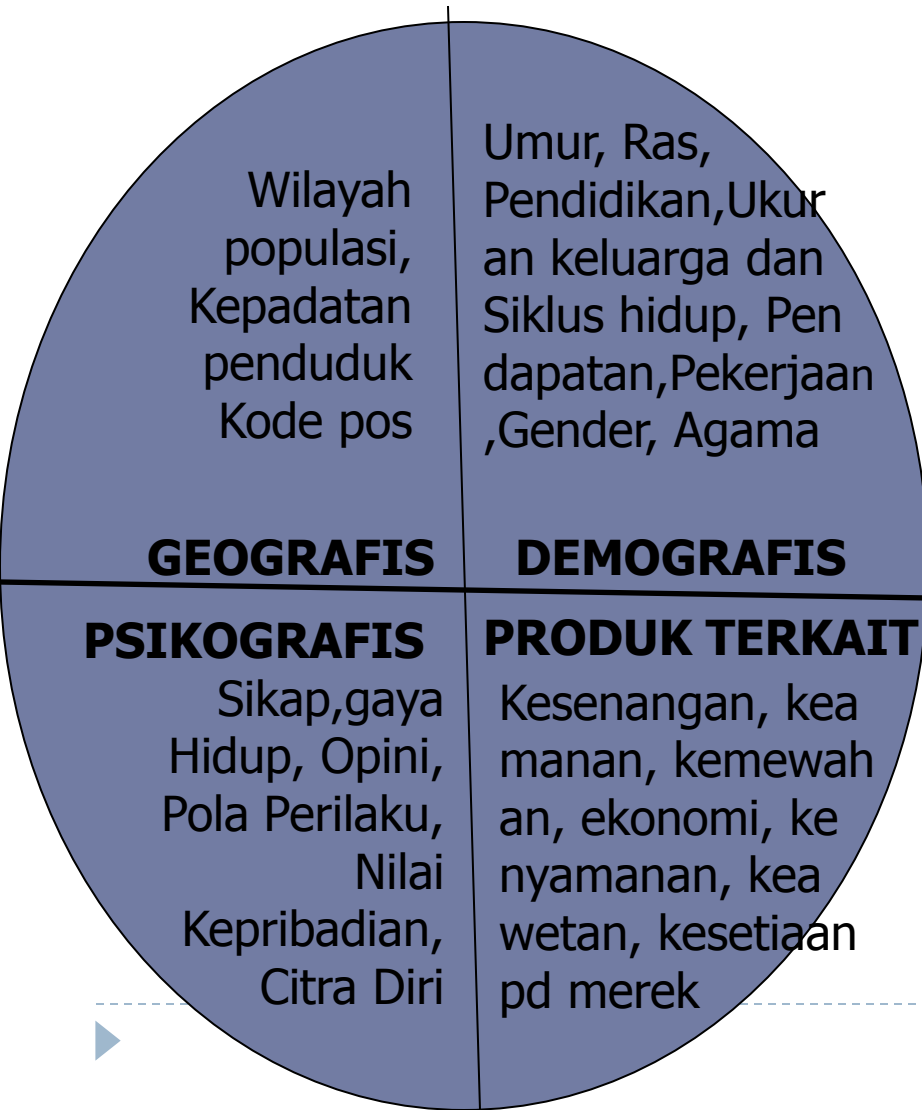 Wilayah
populasi,
Kepadatan
penduduk
Kode pos
GEOGRAFIS
Umur, Ras,
Pendidikan,Ukur
an keluarga dan
Siklus hidup, Pen
dapatan,Pekerjaan
,Gender, Agama
DEMOGRAFIS
PSIKOGRAFIS
Sikap,gaya
Hidup, Opini,
Pola Perilaku,
Nilai
Kepribadian,
Citra Diri
PRODUK TERKAIT
Kesenangan, kea
manan, kemewah
an, ekonomi, ke
nyamanan, kea
wetan, kesetiaan
pd merek